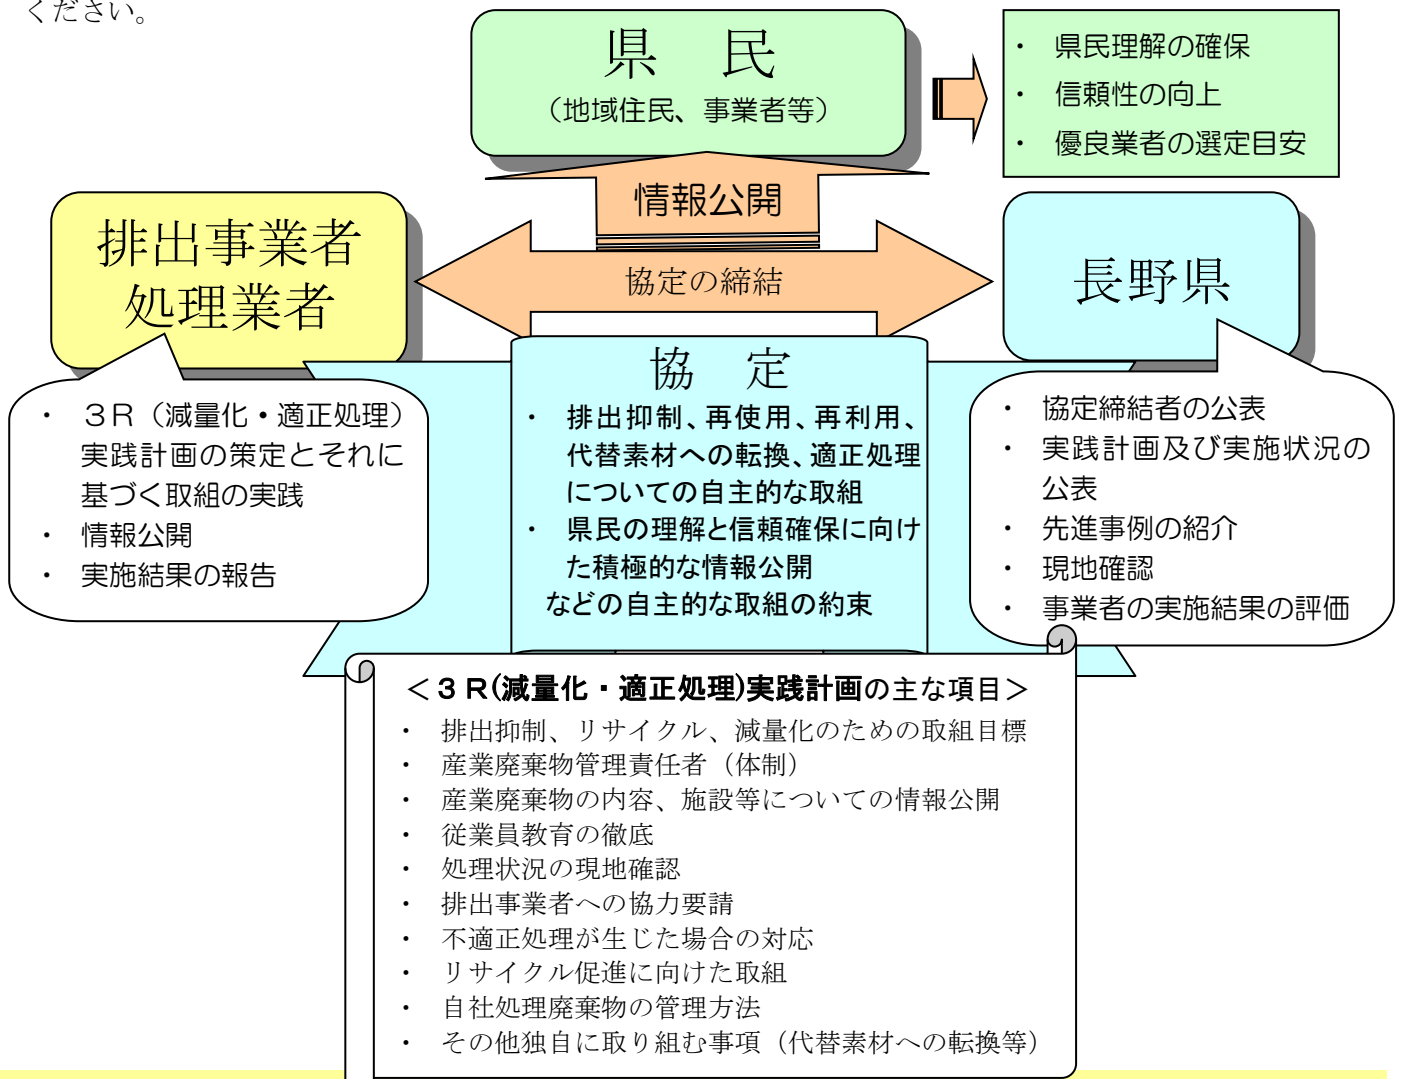 ください。
県　民
（地域住民、事業者等）
・　県民理解の確保
・　信頼性の向上
・　優良業者の選定目安
情報公開
排出事業者
処理業者
協定の締結
長野県
・　３Ｒ（減量化・適正処理）
実践計画の策定とそれに
基づく取組の実践
・　情報公開
・　実施結果の報告
協　定
・　排出抑制、再使用、再利用、
代替素材への転換、適正処理
についての自主的な取組
・　県民の理解と信頼確保に向け
た積極的な情報公開
などの自主的な取組の約束
・　協定締結者の公表
・　実践計画及び実施状況の
公表
・　先進事例の紹介
・　現地確認
・　事業者の実施結果の評価
＜３Ｒ(減量化・適正処理)実践計画の主な項目＞
・　排出抑制、リサイクル、減量化のための取組目標
・　産業廃棄物管理責任者（体制）
・　産業廃棄物の内容、施設等についての情報公開
・　従業員教育の徹底
・　処理状況の現地確認
・　排出事業者への協力要請
・　不適正処理が生じた場合の対応
・　リサイクル促進に向けた取組
・　自社処理廃棄物の管理方法
・　その他独自に取り組む事項（代替素材への転換等）